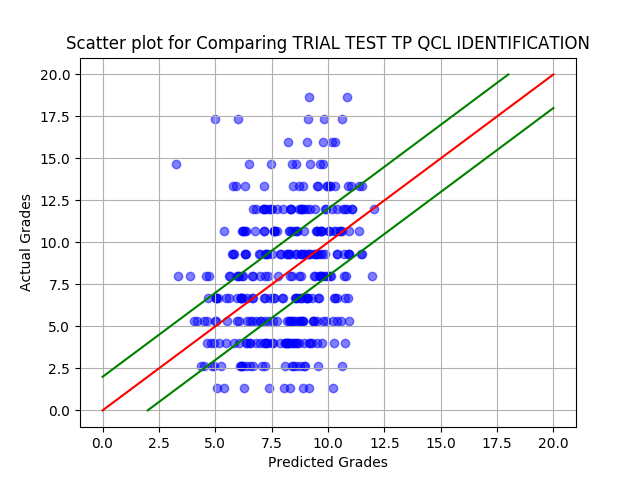 Scatter plot for Comparing TRIAL TEST TP QCL IDENTIFICATION
20.0
17.5
15.0
12.5
10.0
7.5
5.0
2.5
0.0
Actual Grades
0.0 2.5 5.0 7.5 10.0 12.5 15.0 17.5 20.0
Predicted Grades